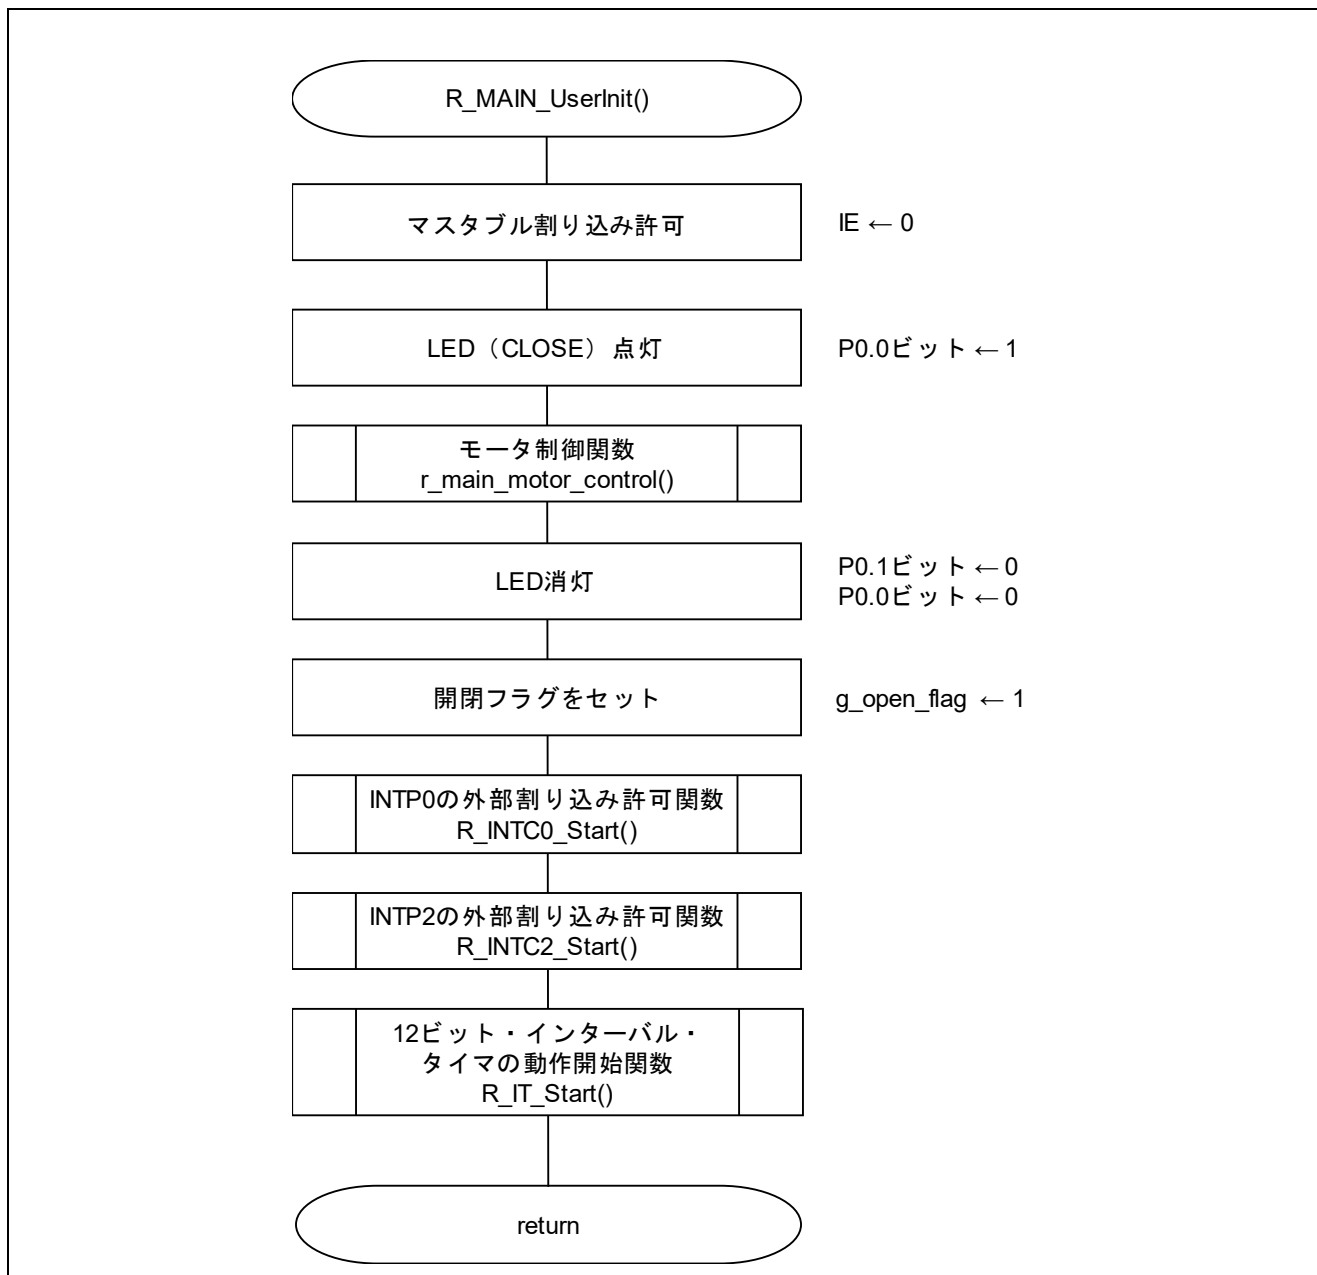 R_MAIN_UserInit()
マスタブル割り込み許可
IE ← 0
LED（CLOSE）点灯
P0.0ビット ← 1
モータ制御関数
r_main_motor_control()
LED消灯
P0.1ビット ← 0
P0.0ビット ← 0
開閉フラグをセット
g_open_flag ← 1
INTP0の外部割り込み許可関数
R_INTC0_Start()
INTP2の外部割り込み許可関数
R_INTC2_Start()
12ビット・インターバル・
タイマの動作開始関数
R_IT_Start()
return